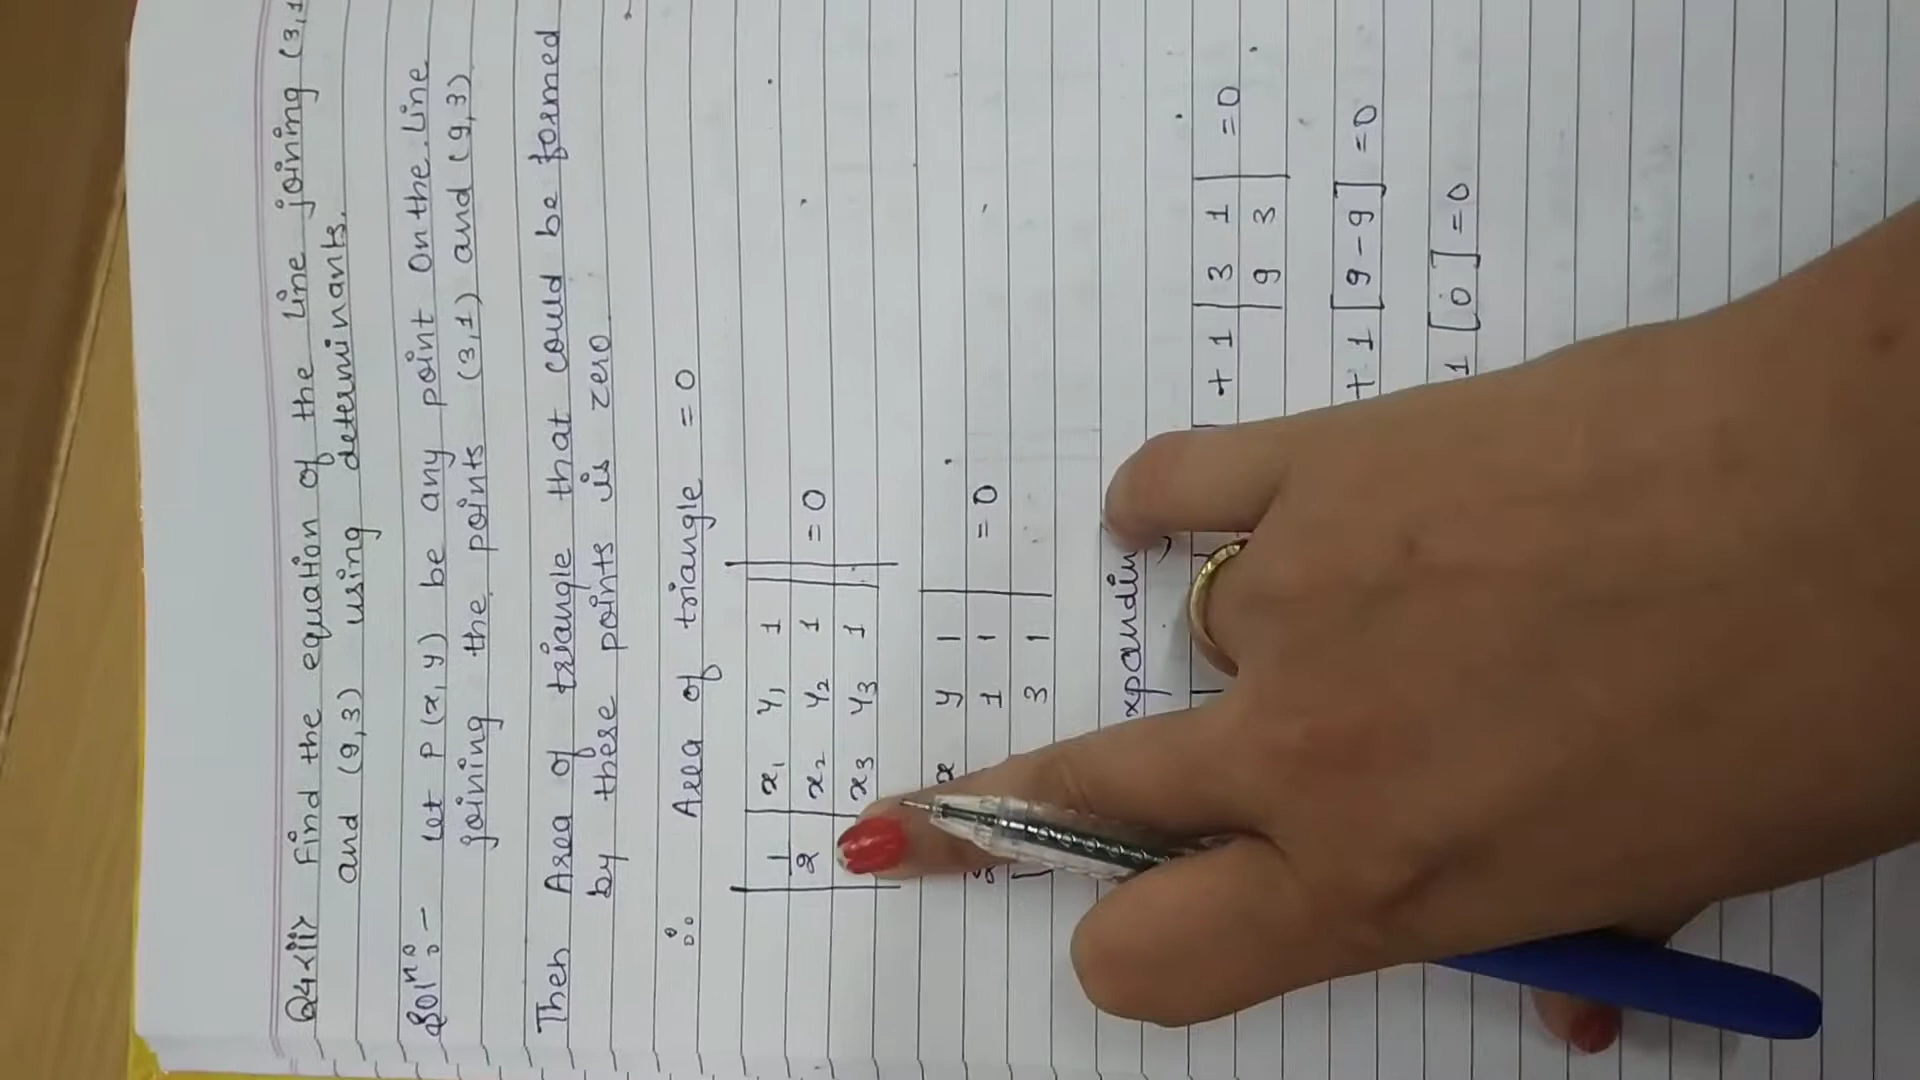 Q4<ii> Find the equation of the line joining (3,1
and (9,3) using determinants.
Solⁿ:- Let P(x,y) be any point on the line
joining the points (3,1) and (9,3)
Then Area of triangle that could be formed
by these points is zero
∴ Area of triangle = 0
1/2 | x₁ y₁ 1
x₂ y₂ 1 | = 0
x₃ y₃ 1
x y 1
1 1 = 0
3 1
xpandin
+ 1 | 3 1 | = 0
9 3
+ 1 [9-9] = 0
1 [0] = 0